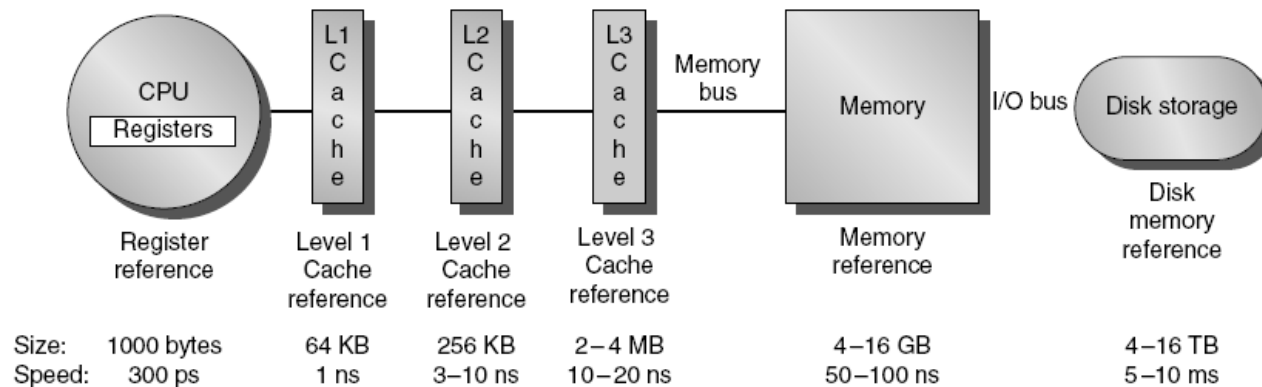 CPU
Registers
L1
C
a
c
h
e
L2
C
a
c
h
e
L3
C
a
c
h
e
Memory
bus
Memory
I/O bus
Disk storage
Register
reference
Level 1
Cache
reference
Level 2
Cache
reference
Level 3
Cache
reference
Memory
reference
Disk
memory
reference
Size: 1000 bytes 64 KB 256 KB 2–4 MB 4–16 GB 4–16 TB
Speed: 300 ps 1 ns 3–10 ns 10–20 ns 50–100 ns 5–10 ms